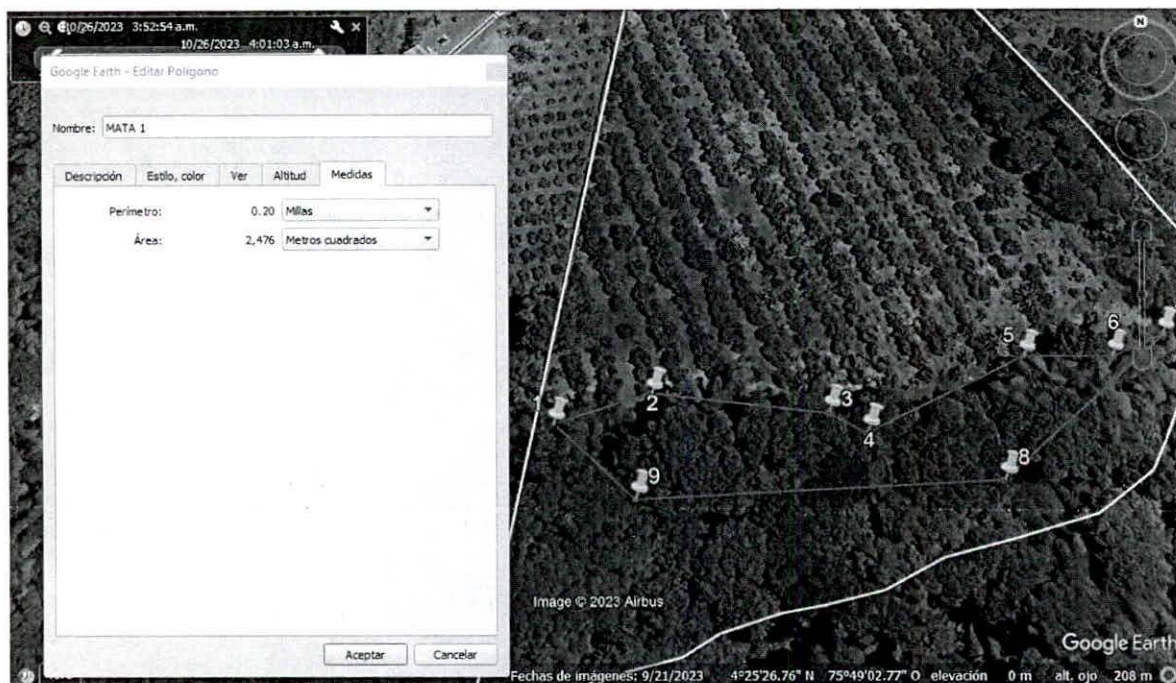 10/26/2023 3:52:54 a.m.
10/26/2023 4:01:03 a.m.
N
Google Earth - Editar Polígono
Nombre: MATA 1
Descripción Estilo, color Ver Altitud Medidas
Perímetro: 0.20 Millas
Área: 2,476 Metros cuadrados
5 6
1 2 3
4
8
9
Image © 2023 Airbus
Google Earth
Aceptar Cancelar
Fechas de imágenes: 9/21/2023 4°25'26.76" N 75°49'02.77" O elevación 0 m alt. ojo 208 m